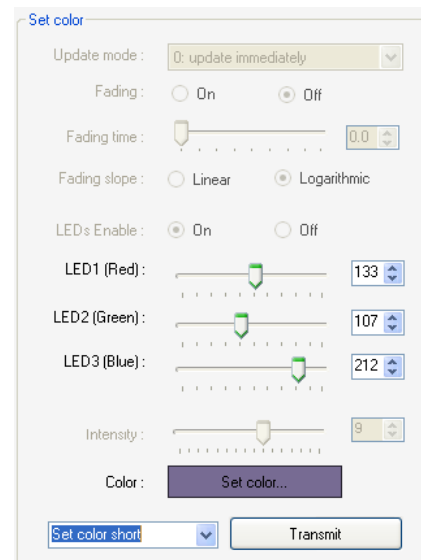 Set color
Update mode : 0: update immediately
Fading : On Off
Fading time : 0.0
Fading slope : Linear Logarithmic
LEDs Enable : On Off
LED1 (Red) : 133
LED2 (Green) : 107
LED3 (Blue) : 212
Intensity : 9
Color : Set color...
Set color short Transmit